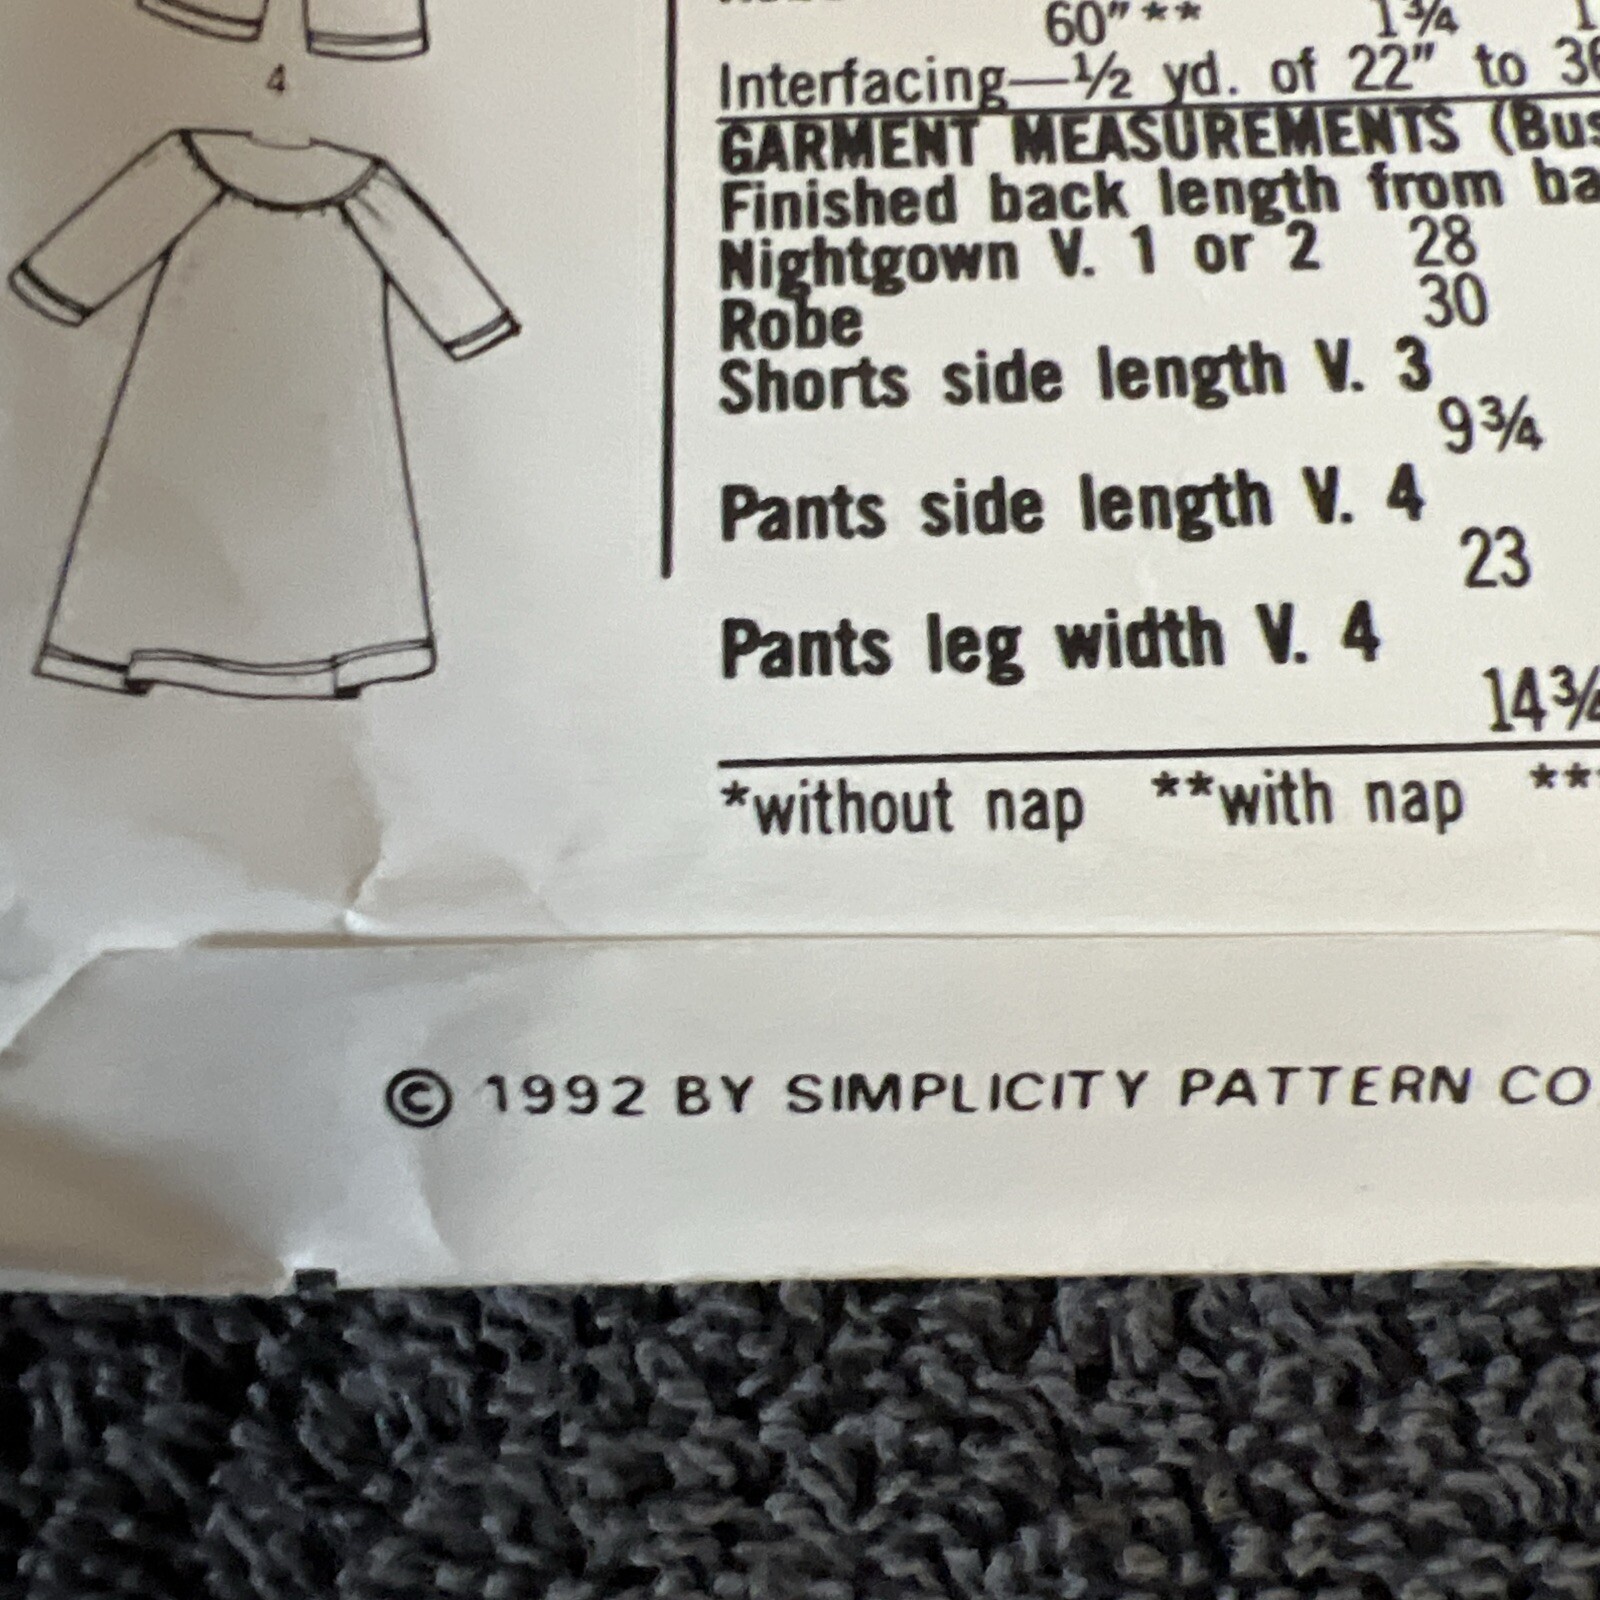 4
60"** 1¾
Interfacing—½ yd. of 22" to
GARMENT MEASUREMENTS
Finished back length from
Nightgown V. 1 or 2 28
Robe 30
Shorts side length V. 3
9¾
Pants side length V. 4
23
Pants leg width V. 4
14¾
*without nap **with nap **
© 1992 BY SIMPLICITY PATTERN CO